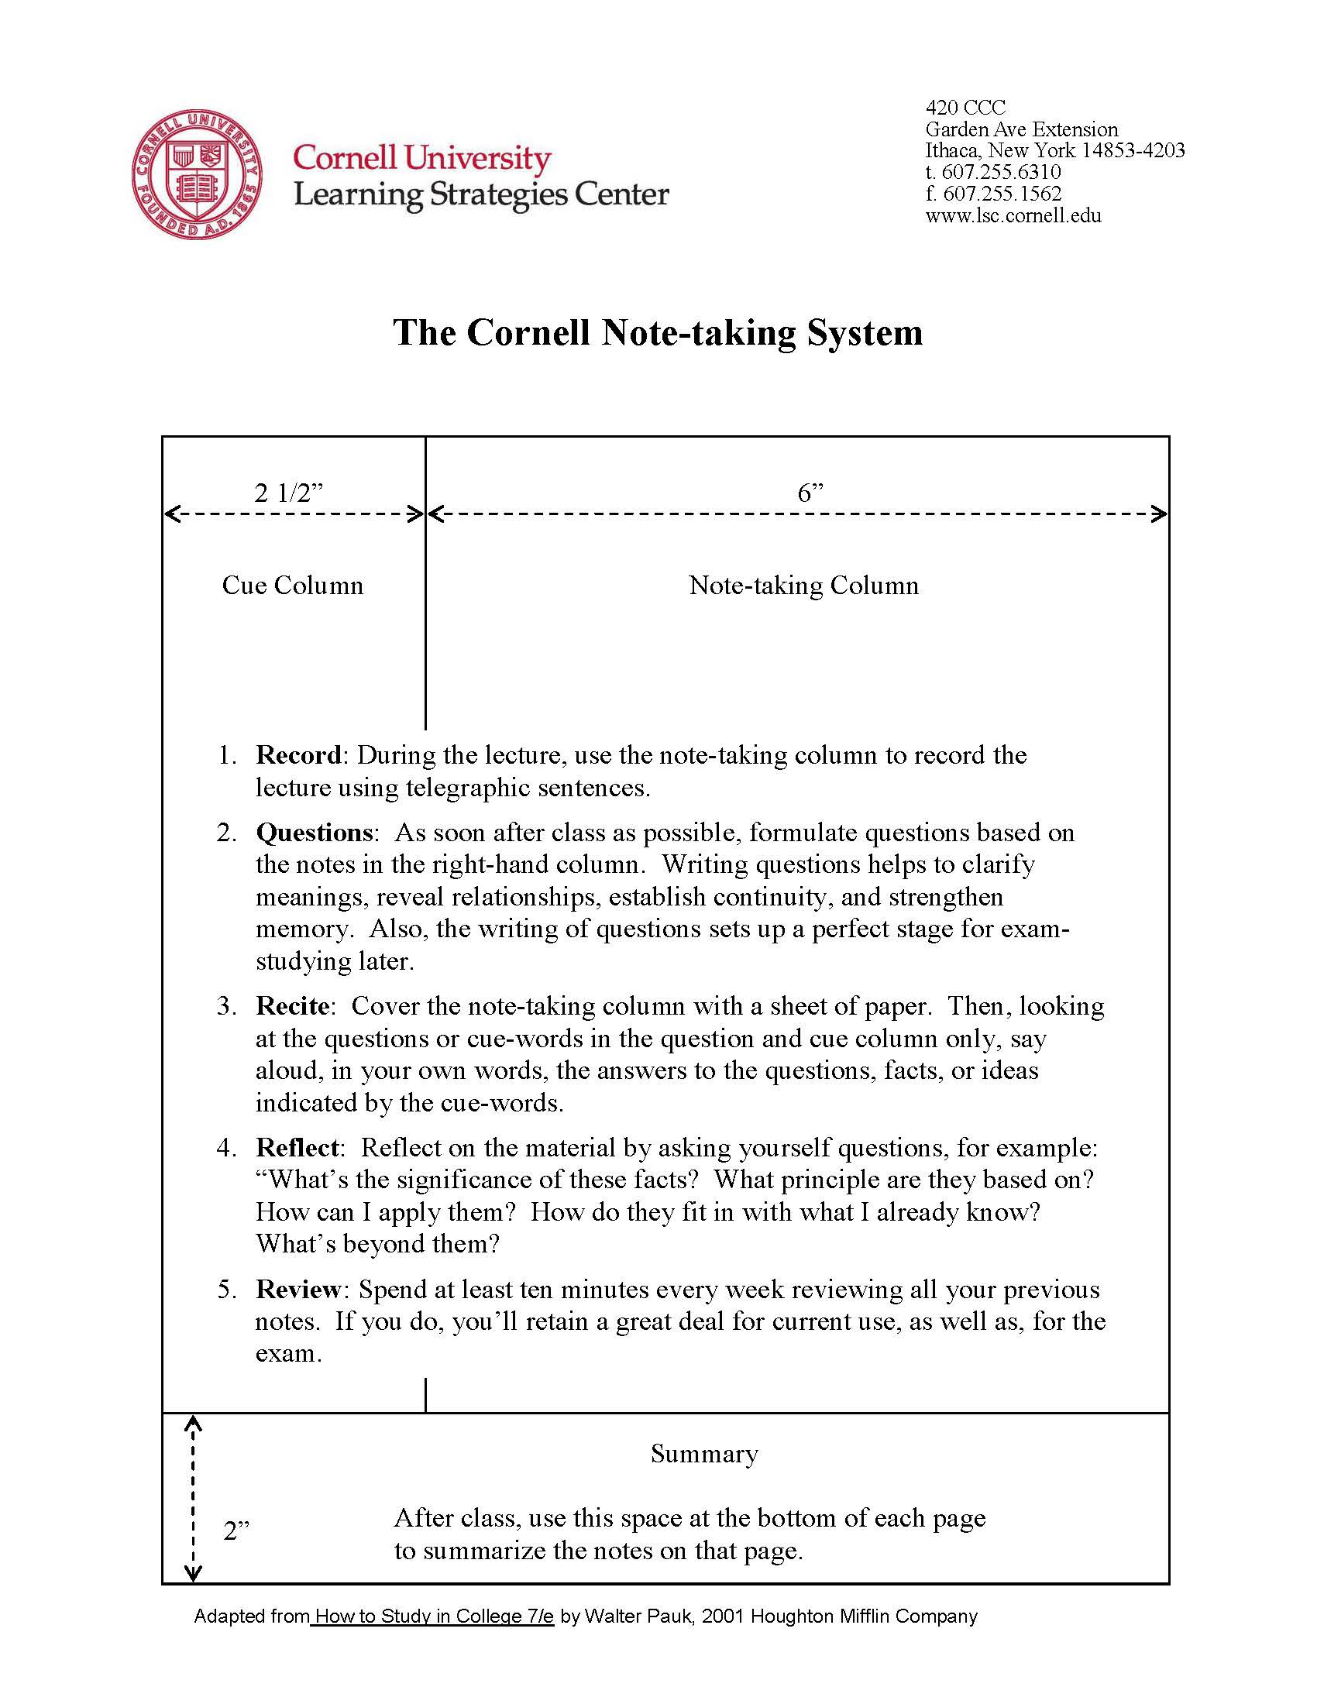 CORNELL UNIVERSITY
FOUNDED A.D. 1865
Cornell University
Learning Strategies Center
420 CCC
Garden Ave Extension
Ithaca, New York 14853-4203
t. 607.255.6310
f. 607.255.1562
www.lsc.cornell.edu
The Cornell Note-taking System
2 1/2”
6”
Cue Column
Note-taking Column
1. Record: During the lecture, use the note-taking column to record the
lecture using telegraphic sentences.
2. Questions: As soon after class as possible, formulate questions based on
the notes in the right-hand column. Writing questions helps to clarify
meanings, reveal relationships, establish continuity, and strengthen
memory. Also, the writing of questions sets up a perfect stage for exam-
studying later.
3. Recite: Cover the note-taking column with a sheet of paper. Then, looking
at the questions or cue-words in the question and cue column only, say
aloud, in your own words, the answers to the questions, facts, or ideas
indicated by the cue-words.
4. Reflect: Reflect on the material by asking yourself questions, for example:
“What’s the significance of these facts? What principle are they based on?
How can I apply them? How do they fit in with what I already know?
What’s beyond them?
5. Review: Spend at least ten minutes every week reviewing all your previous
notes. If you do, you’ll retain a great deal for current use, as well as, for the
exam.
Summary
2”
After class, use this space at the bottom of each page
to summarize the notes on that page.
Adapted from How to Study in College 7/e by Walter Pauk, 2001 Houghton Mifflin Company